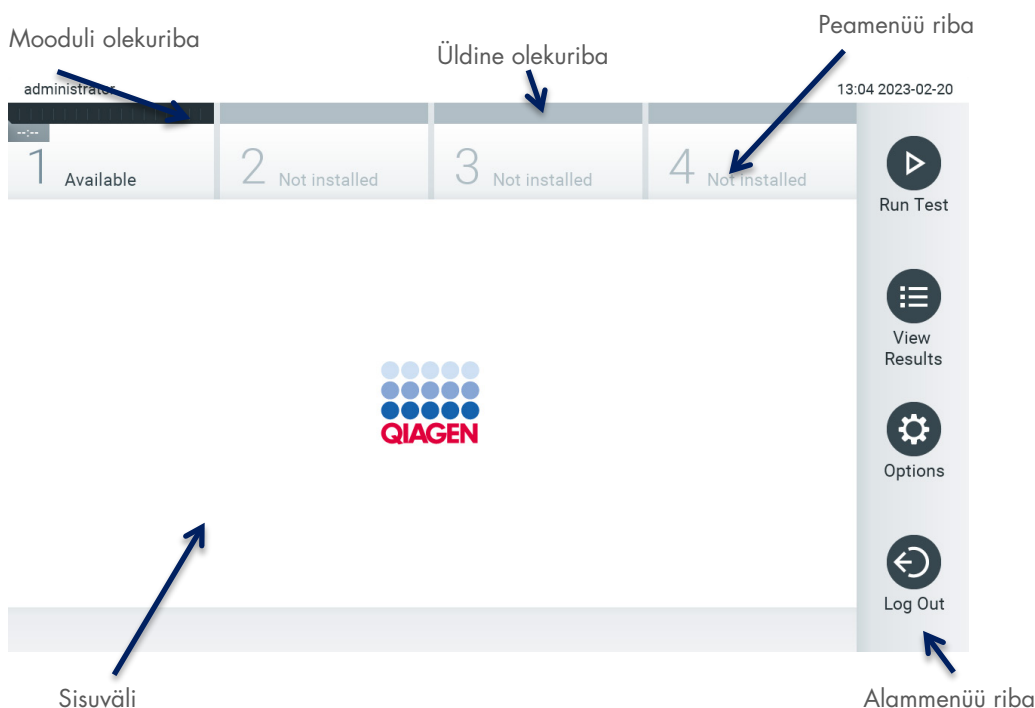 Peamenüü riba
Mooduli olekuriba
Üldine olekuriba
administrator
13:04 2023-02-20
--:--
1 Available
2 Not installed
3 Not installed
4 Not installed
Run Test
View
Results
QIAGEN
Options
Log Out
Sisuväli
Alammenüü riba